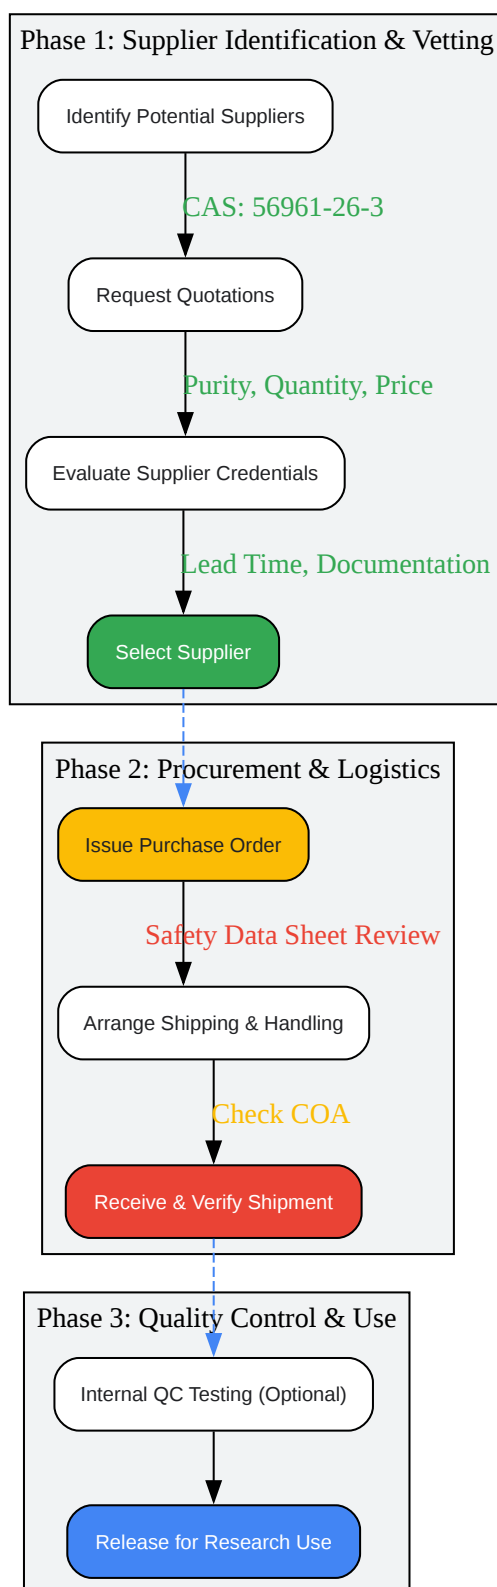 Phase 1: Supplier Identification & Vetting
Identify Potential Suppliers
CAS: 56961-26-3
Request Quotations
Purity, Quantity, Price
Evaluate Supplier Credentials
Lead Time, Documentation
Select Supplier
Phase 2: Procurement & Logistics
Issue Purchase Order
Safety Data Sheet Review
Arrange Shipping & Handling
Check COA
Receive & Verify Shipment
Phase 3: Quality Control & Use
Internal QC Testing (Optional)
Release for Research Use